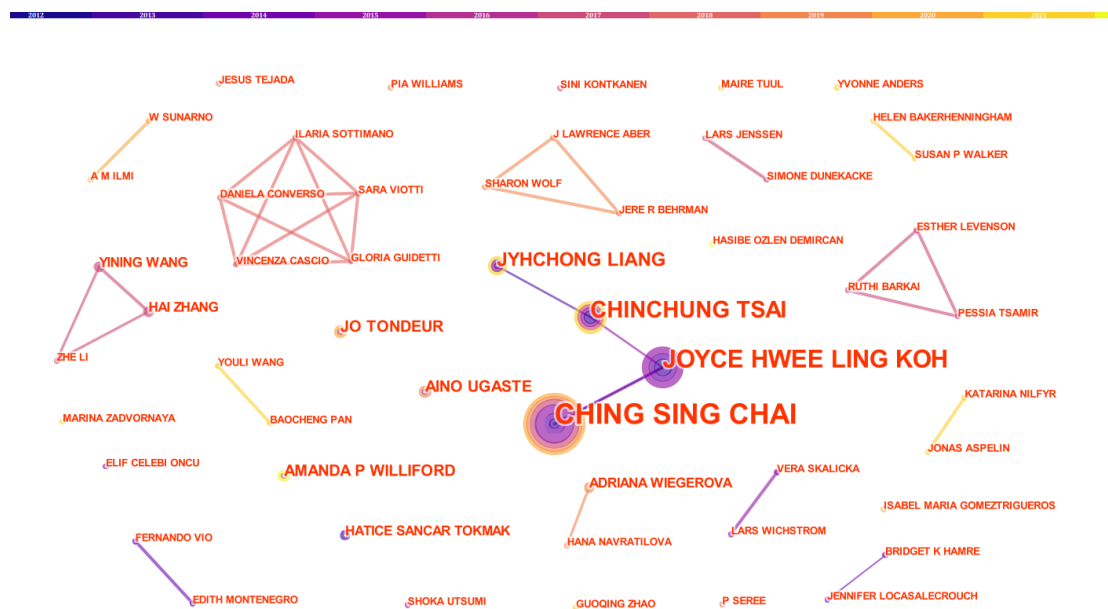 2012 2013 2014 2015 2016 2017 2018 2019 2020 2021
JESUS TEJADA
PIA WILLIAMS
SINI KONTKANEN
MAIRE TUUL
YVONNE ANDERS
W SUNARNO
HELEN BAKERHENNINGHAM
ILARIA SOTTIMANO
J LAWRENCE ABER
LARS JENSSEN
SUSAN P WALKER
A M ILMI
SIMONE DUNEKACKE
SHARON WOLF
DANIELA CONVERSO
SARA VIOTTI
JERE R BEHRMAN
ESTHER LEVENSON
HASIBE OZLEN DEMIRCAN
YINING WANG
VINCENZA CASCIO
GLORIA GUIDETTI
JYHCHONG LIANG
RUTHI BARKAI
HAI ZHANG
CHINCHUNG TSAI
PESSIA TSAMIR
JO TONDEUR
ZHE LI
YOULI WANG
JOYCE HWEE LING KOH
AINO UGASTE
KATARINA NILFYR
MARINA ZADVORNAYA
BAOCHENG PAN
CHING SING CHAI
JONAS ASPELIN
ELIF CELEBI ONCU
AMANDA P WILLIFORD
VERA SKALICKA
ADRIANA WIEGEROVA
ISABEL MARIA GOMEZTRIGUEROS
HATICE SANCAR TOKMAK
LARS WICHSTROM
FERNANDO VIO
HANA NAVRATILOVA
BRIDGET K HAMRE
EDITH MONTENEGRO
SHOKA UTSUMI
GUOQING ZHAO
P SEREE
JENNIFER LOCASALECROUCH